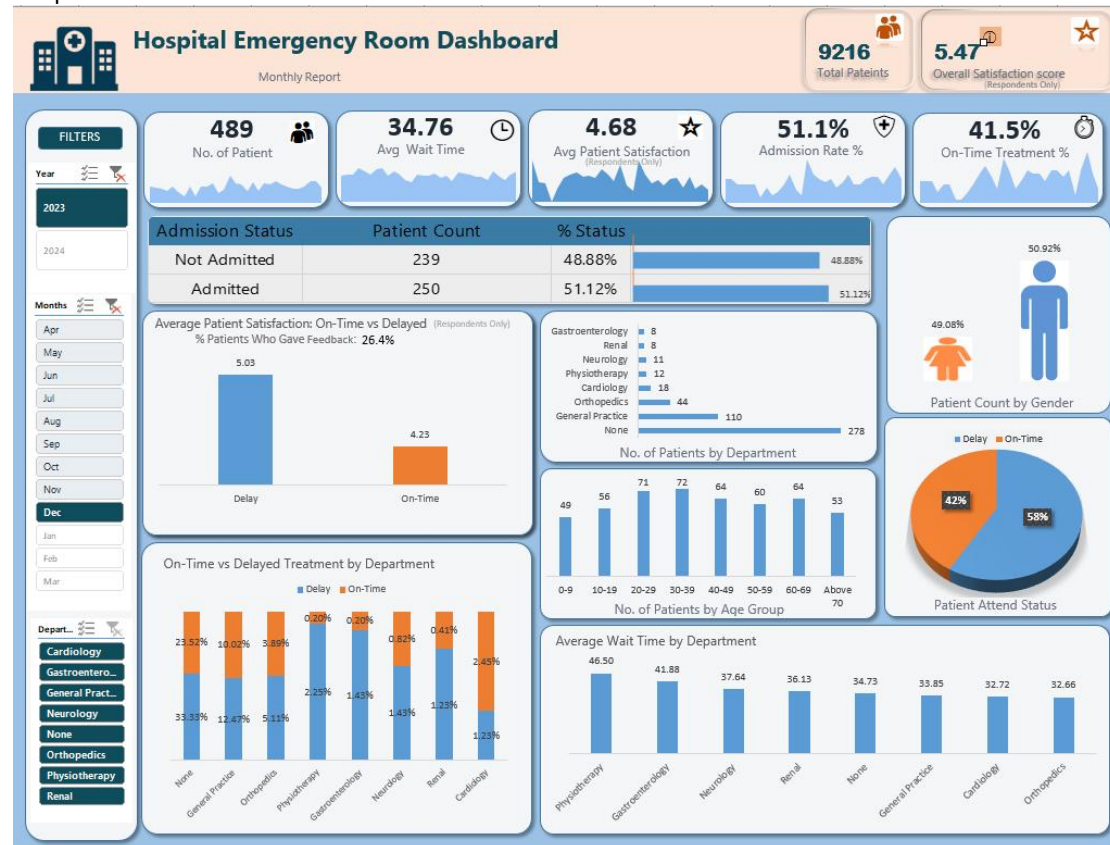 Hospital Emergency Room Dashboard
Monthly Report
9216
Total Pateints
5.47
Overall Satisfaction score
(Respondents Only)
FILTERS
Year
2023
2024
Months
Apr
May
Jun
Jul
Aug
Sep
Oct
Nov
Dec
Jan
Feb
Mar
Depart...
Cardiology
Gastroentero...
General Pract...
Neurology
None
Orthopedics
Physiotherapy
Renal
489
No. of Patient
34.76
Avg Wait Time
4.68
Avg Patient Satisfaction
(Respondents Only)
51.1%
Admission Rate %
41.5%
On-Time Treatment %
Admission Status Patient Count % Status
Not Admitted 239 48.88% 48.88%
Admitted 250 51.12% 51.12%
Average Patient Satisfaction: On-Time vs Delayed (Respondents Only)
% Patients Who Gave Feedback: 26.4%
5.03
4.23
Delay On-Time
Gastroenterology 8
Renal 8
Neurology 11
Physiotherapy 12
Cardiology 18
Orthopedics 44
General Practice 110
None 278
No. of Patients by Department
50.92%
49.08%
Patient Count by Gender
49 56 71 72 64 60 64 53
0-9 10-19 20-29 30-39 40-49 50-59 60-69 Above
70
No. of Patients by Age Group
Delay On-Time
42%
58%
Patient Attend Status
On-Time vs Delayed Treatment by Department
Delay On-Time
23.52% 10.02% 3.89% 0.20% 0.20% 0.82% 0.41% 2.45%
33.33% 12.47% 5.11% 2.25% 1.43% 1.43% 1.23% 1.23%
None General Practice Orthopedics Physiotherapy Gastroenterology Neurology Renal Cardiology
Average Wait Time by Department
46.50 41.88 37.64 36.13 34.73 33.85 32.72 32.66
Physiotherapy Gastroenterology Neurology Renal None General Practice Cardiology Orthopedics